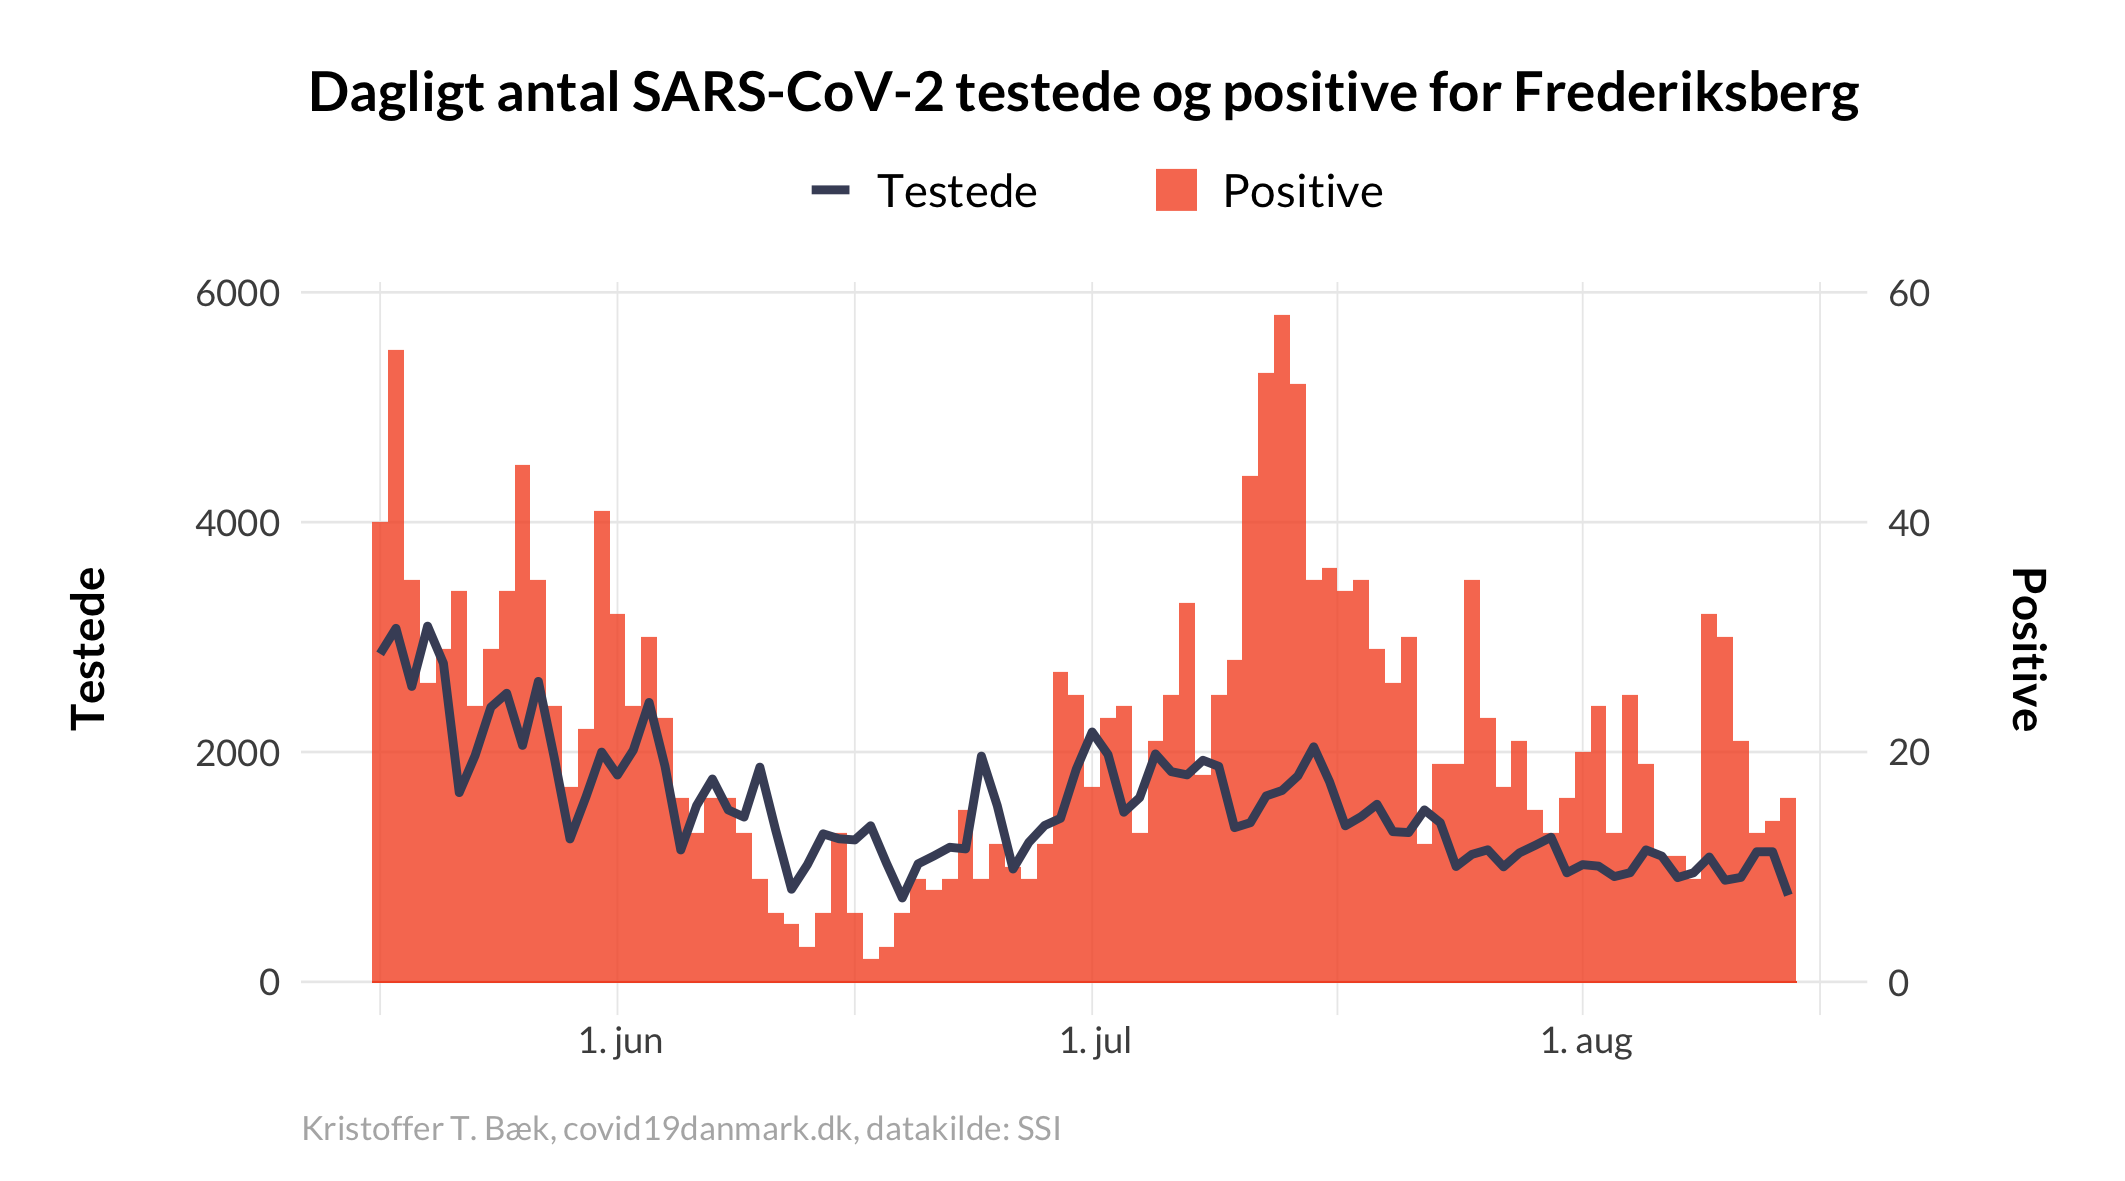 Dagligt antal SARS-CoV-2 testede og positive for Frederiksberg
Testede Positive
6000 60
4000 40
2000 20
0 0
Testede
Positive
1. jun 1. jul 1. aug
Kristoffer T. Bæk, covid19danmark.dk, datakilde: SSI